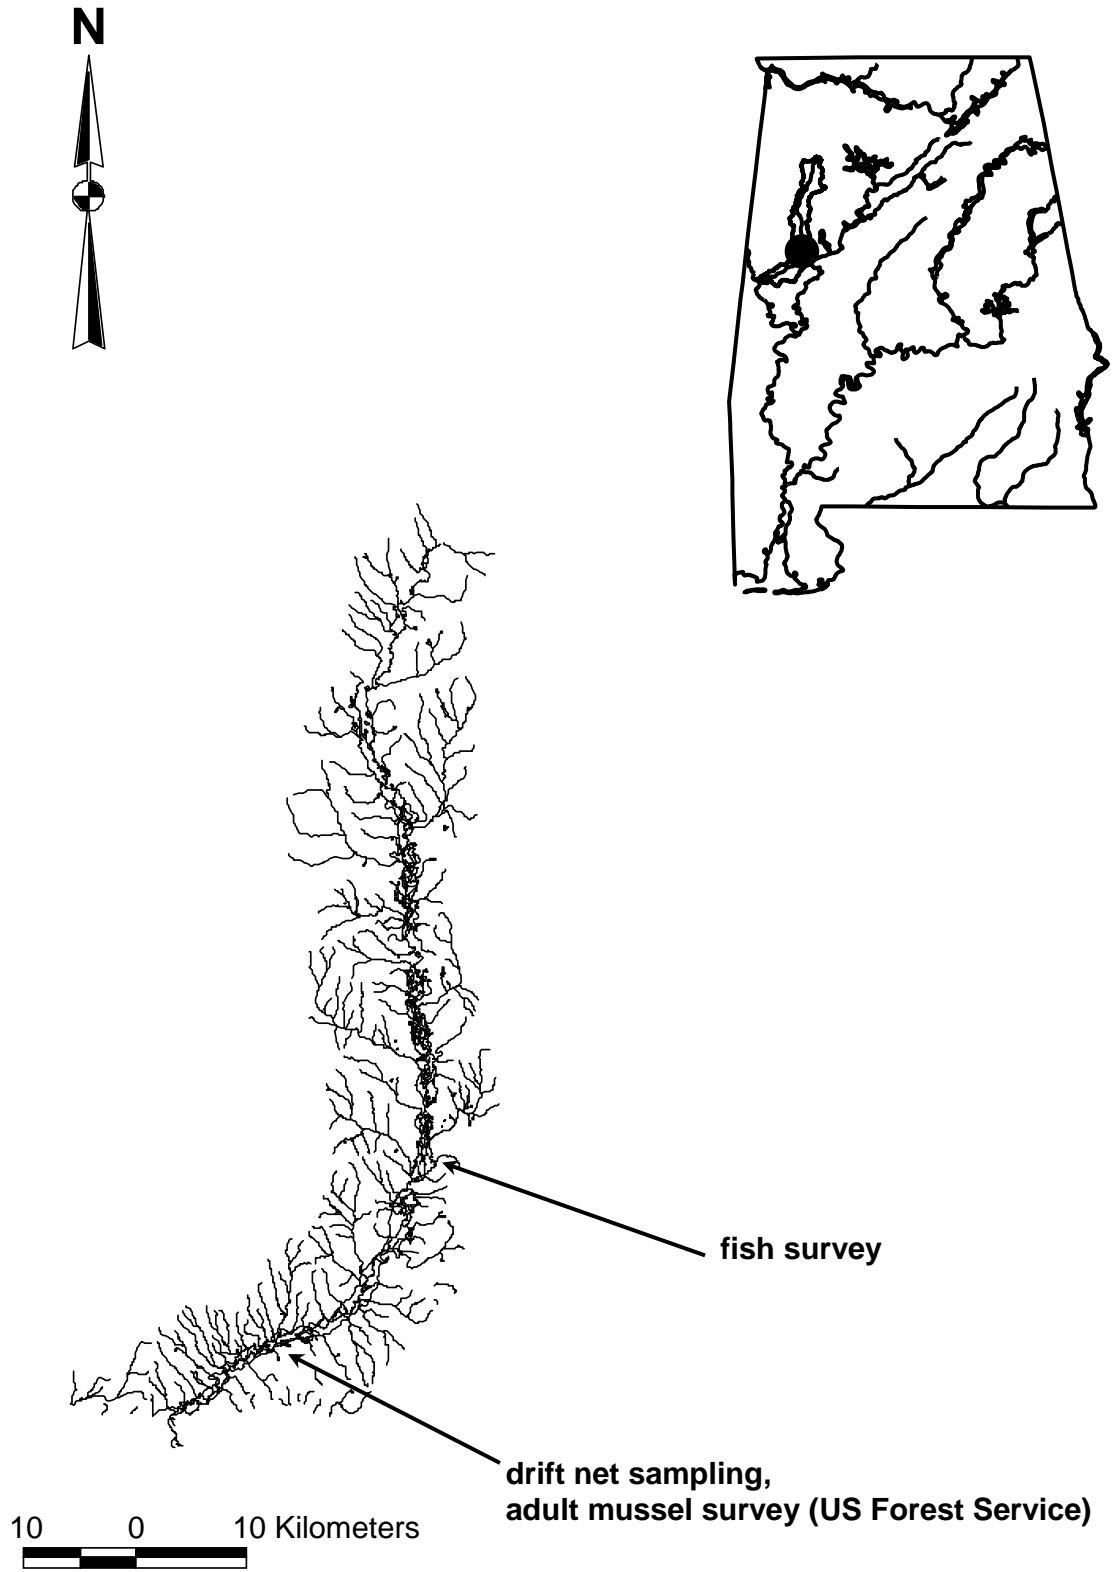 N
fish survey
drift net sampling,
adult mussel survey (US Forest Service)
10 0 10 Kilometers